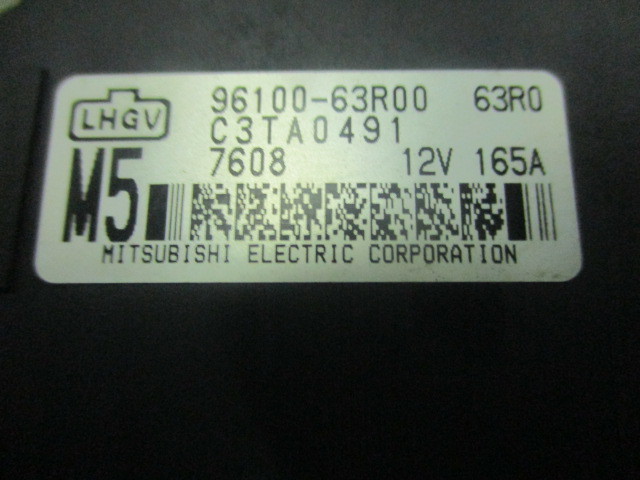 LHGV
96100-63R00 63R0
C3TA0491
M5
7608 12V 165A
MITSUBISHI ELECTRIC CORPORATION